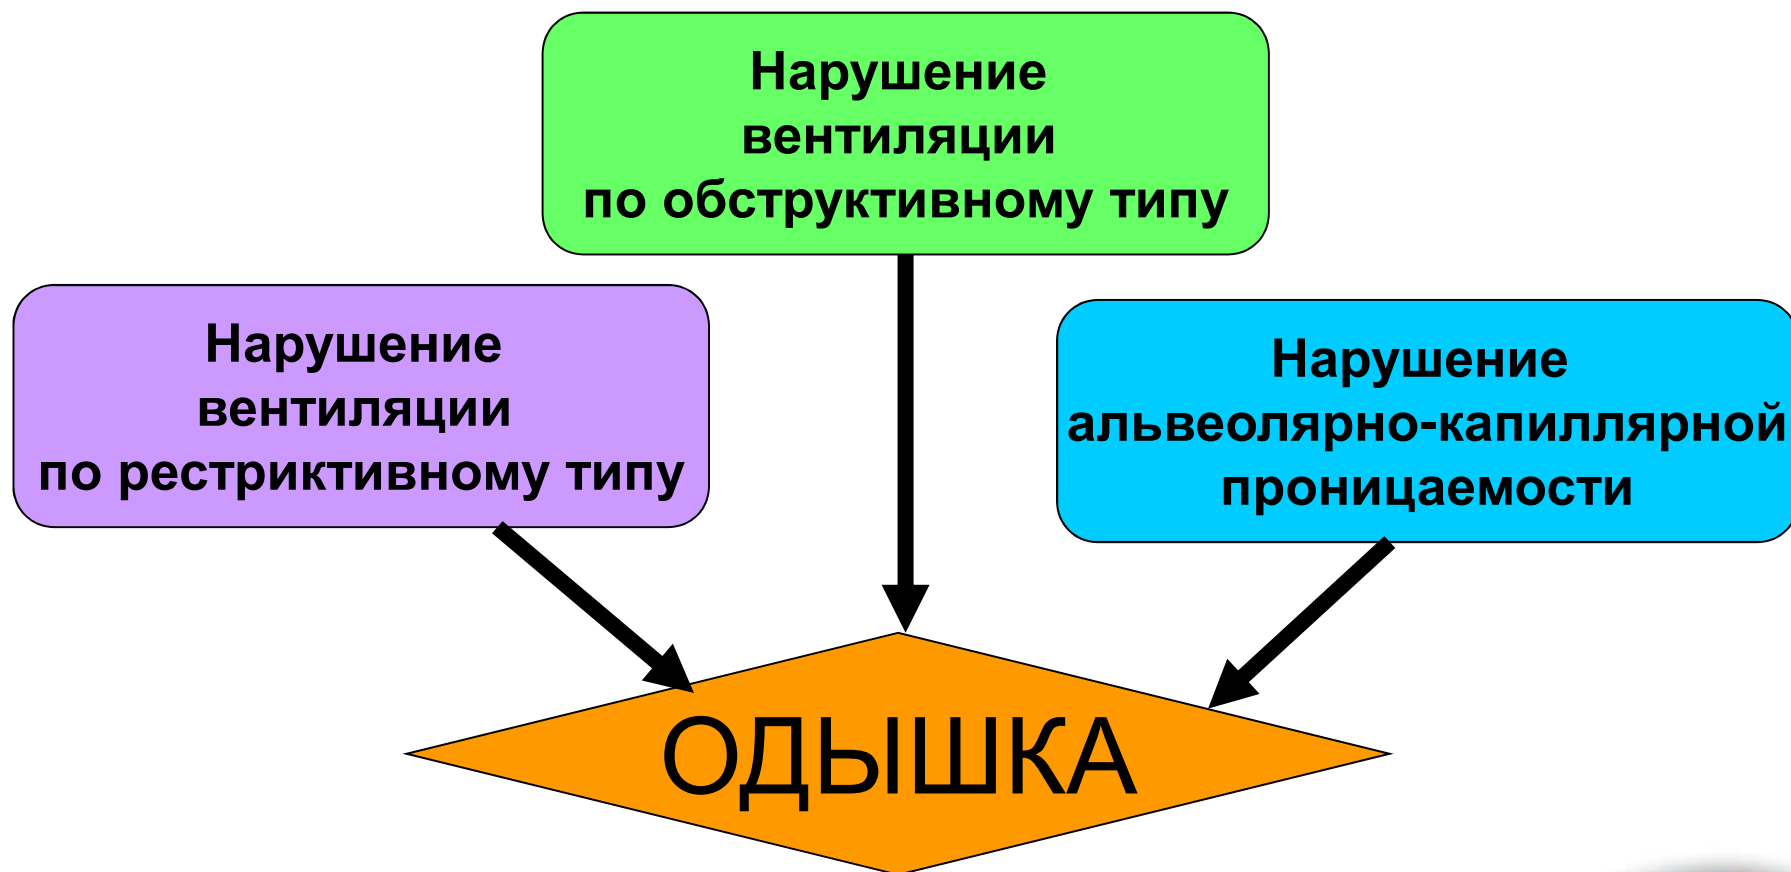 Нарушение
вентиляции
по обструктивному типу
Нарушение
вентиляции
по рестриктивному типу
Нарушение
альвеолярно-капиллярной
проницаемости
ОДЫШКА